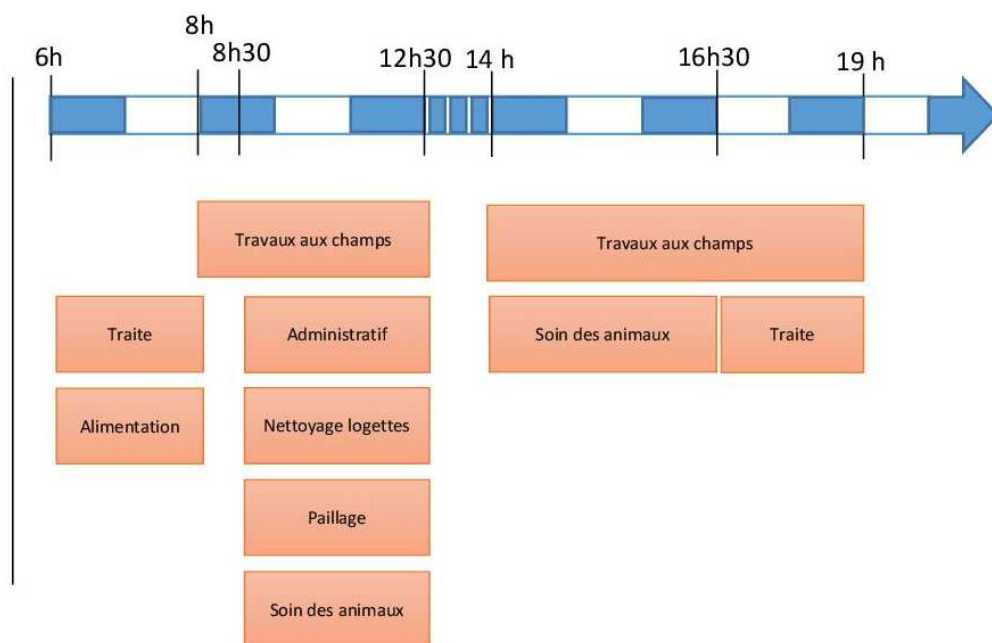 8h
6h 8h30 12h30 14 h 16h30 19 h
Travaux aux champs Travaux aux champs
Traite Administratif Soin des animaux Traite
Alimentation Nettoyage logettes
Paillage
Soin des animaux